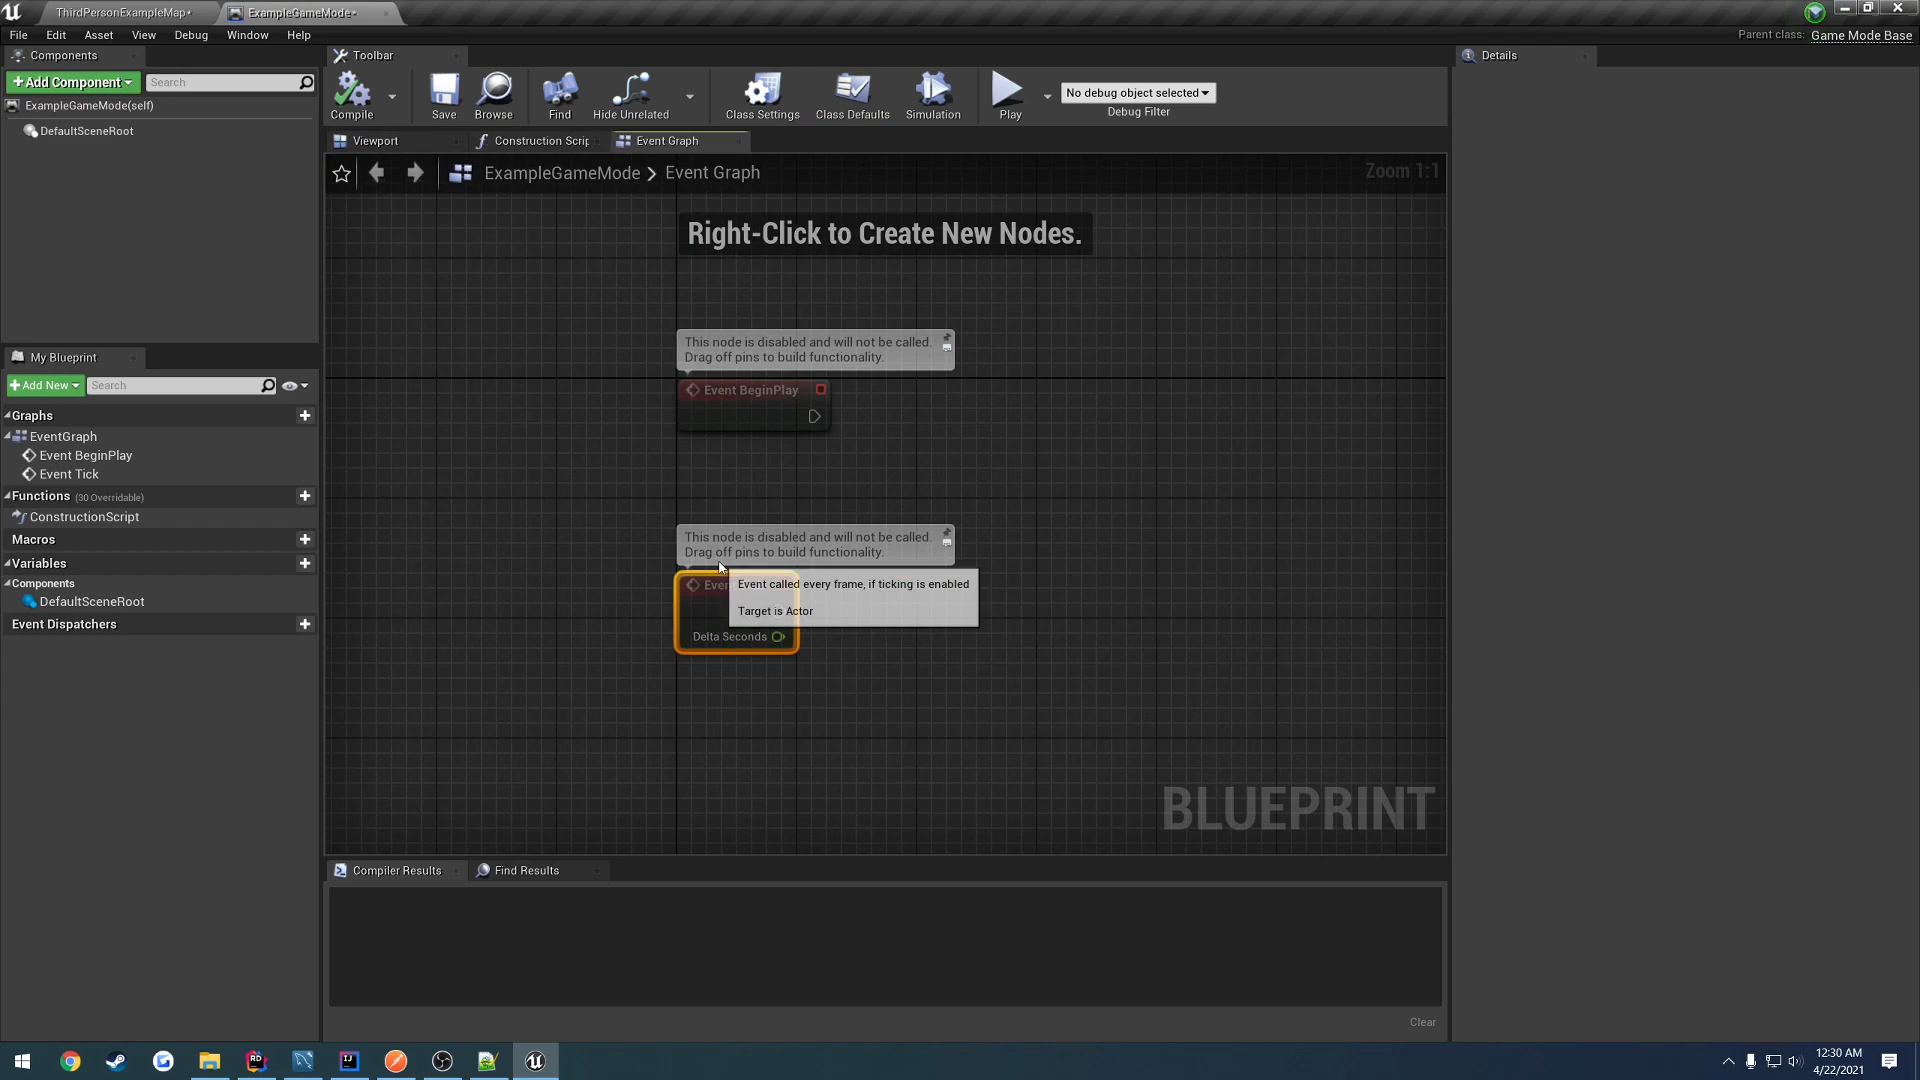 ThirdPersonExampleMap*
ExampleGameMode*
File Edit Asset View Debug Window Help
Parent class: Game Mode Base
Components
+Add Component
Search
ExampleGameMode(self)
DefaultSceneRoot
Toolbar
Compile
Save
Browse
Find
Hide Unrelated
Class Settings
Class Defaults
Simulation
Play
No debug object selected
Debug Filter
Details
Viewport
Construction Scrip
Event Graph
ExampleGameMode > Event Graph
Zoom 1:1
Right-Click to Create New Nodes.
This node is disabled and will not be called.
Drag off pins to build functionality.
Event BeginPlay
This node is disabled and will not be called.
Drag off pins to build functionality.
Even
Event called every frame, if ticking is enabled
Target is Actor
Delta Seconds
BLUEPRINT
My Blueprint
+Add New
Search
Graphs
EventGraph
Event BeginPlay
Event Tick
Functions (30 Overridable)
ConstructionScript
Macros
Variables
Components
DefaultSceneRoot
Event Dispatchers
Compiler Results
Find Results
Clear
RD
IJ
12:30 AM
4/22/2021